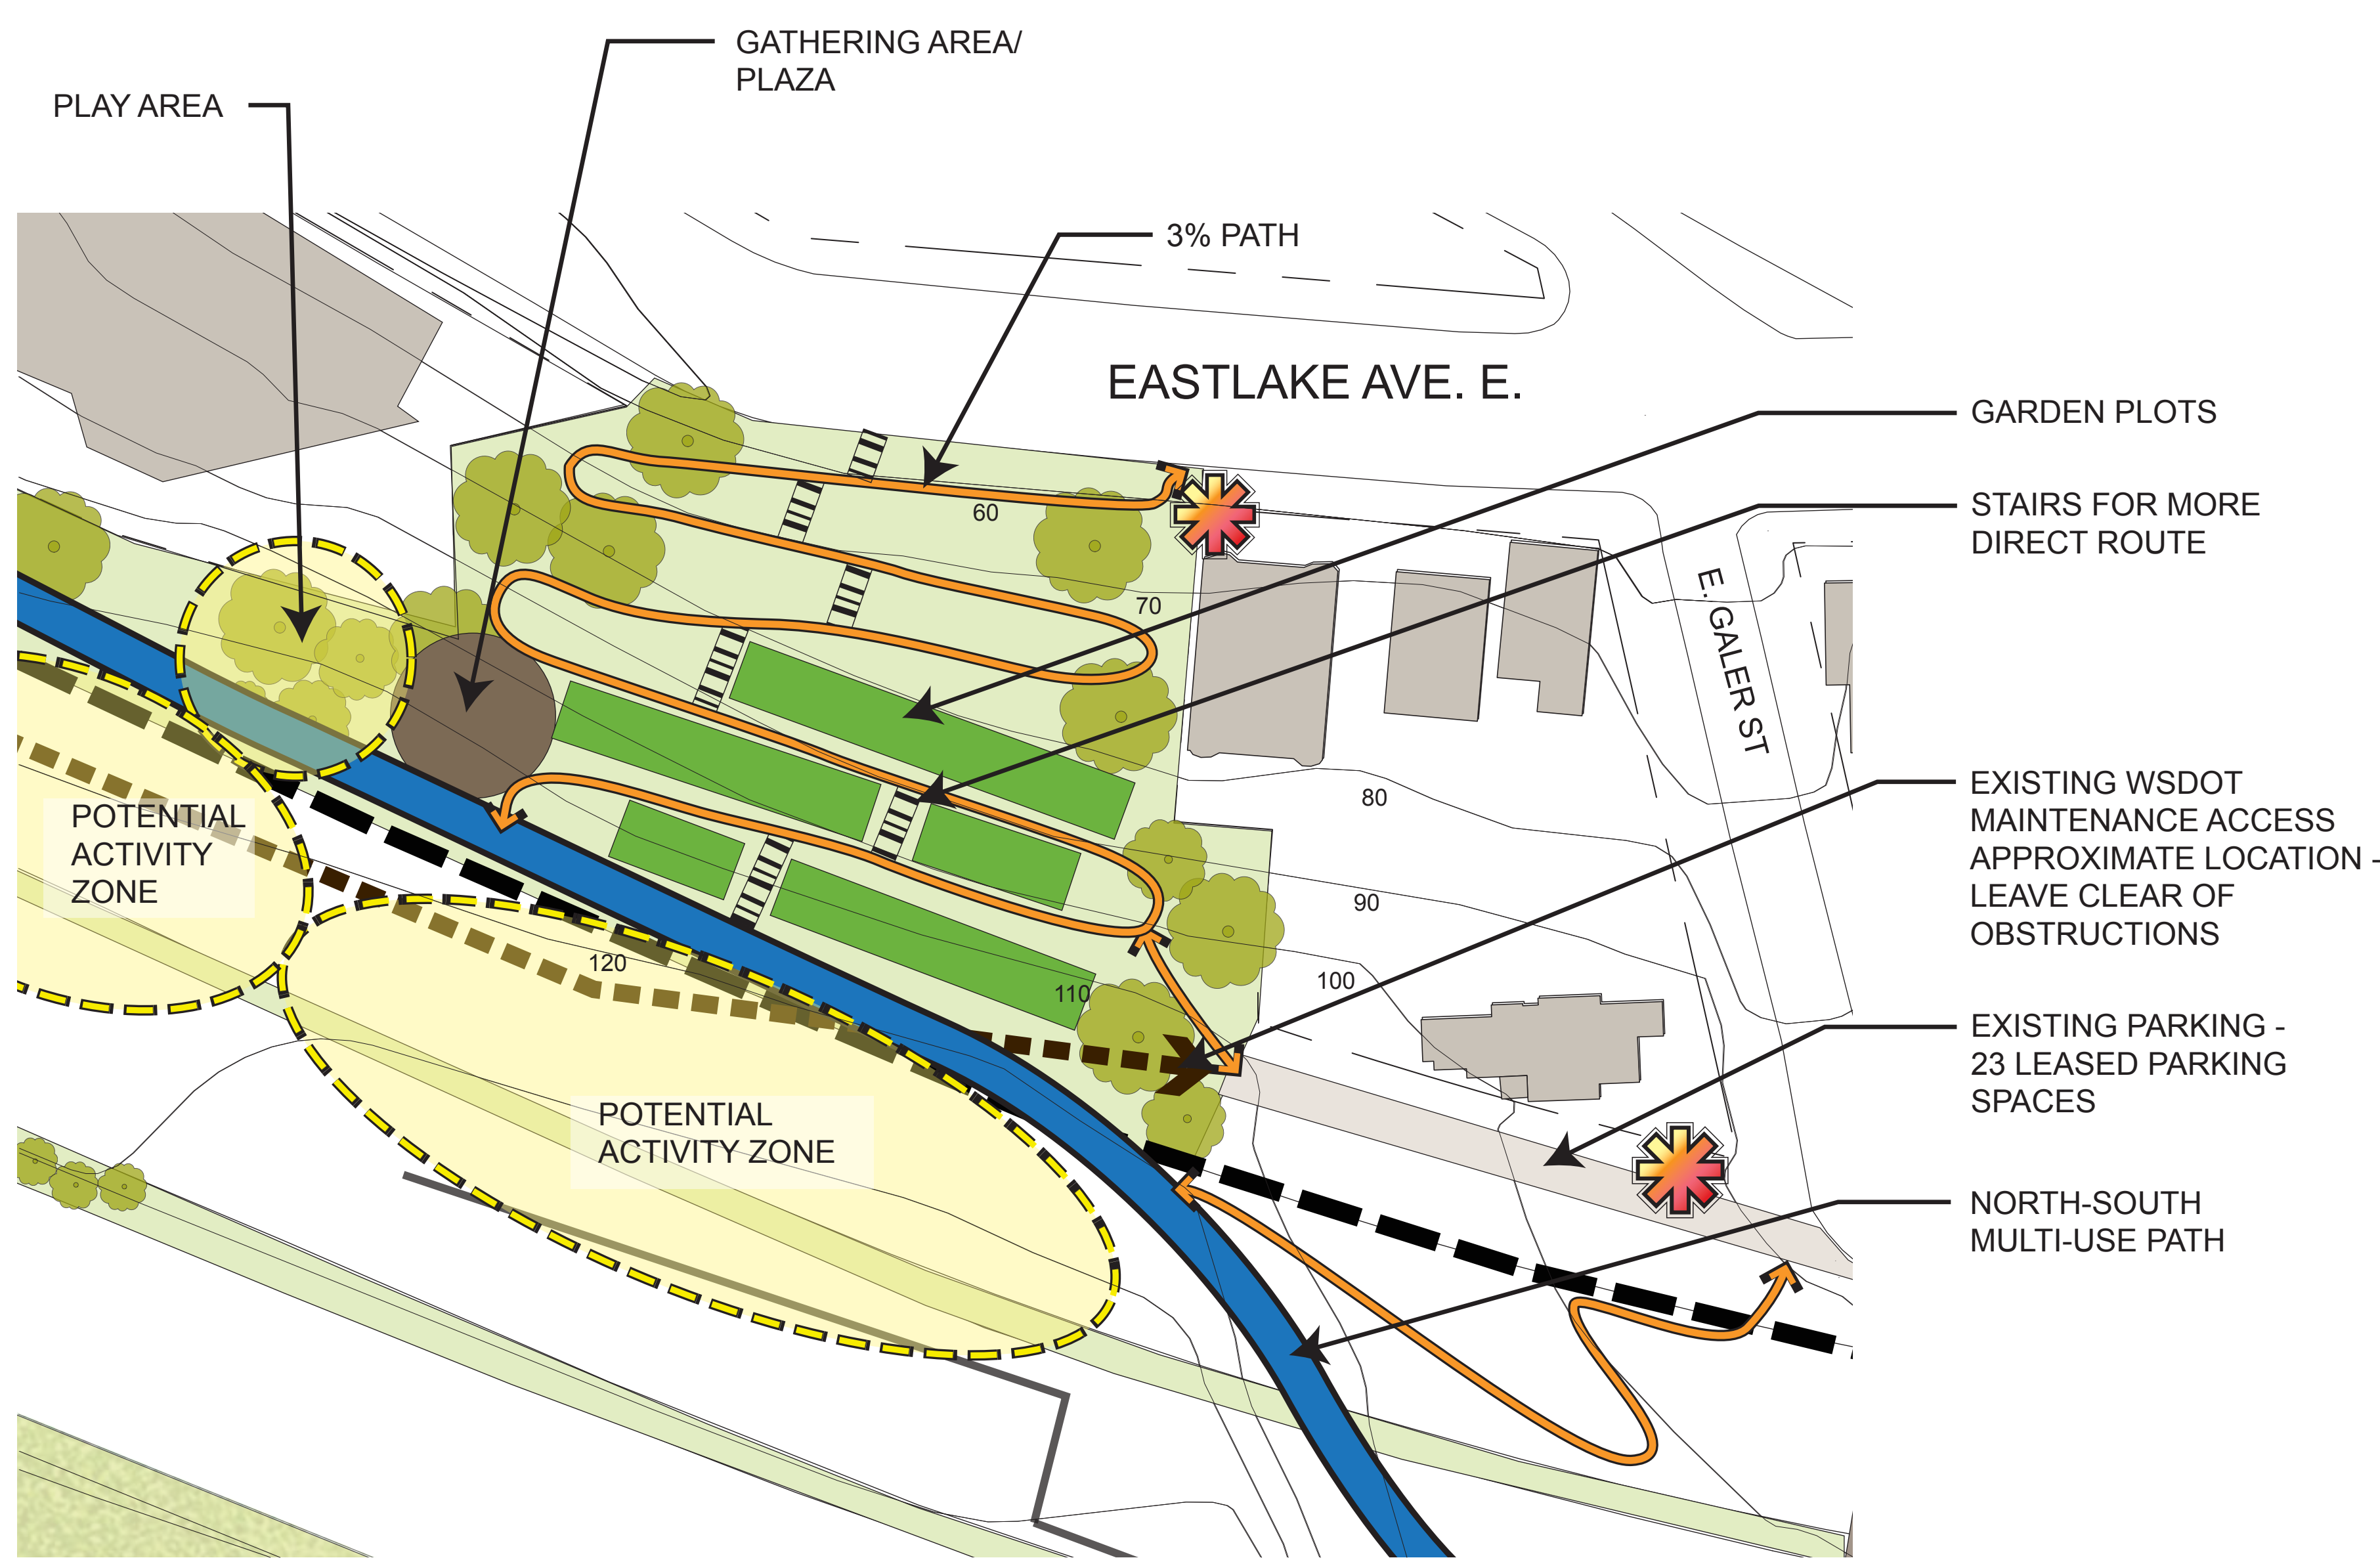 GATHERING AREA/
PLAZA
PLAY AREA
3% PATH
EASTLAKE AVE. E.
GARDEN PLOTS
STAIRS FOR MORE
DIRECT ROUTE
60
70
E. GALER ST
80
EXISTING WSDOT
MAINTENANCE ACCESS
APPROXIMATE LOCATION -
LEAVE CLEAR OF
OBSTRUCTIONS
POTENTIAL
ACTIVITY
ZONE
90
120
100
110
EXISTING PARKING -
23 LEASED PARKING
SPACES
POTENTIAL
ACTIVITY ZONE
NORTH-SOUTH
MULTI-USE PATH